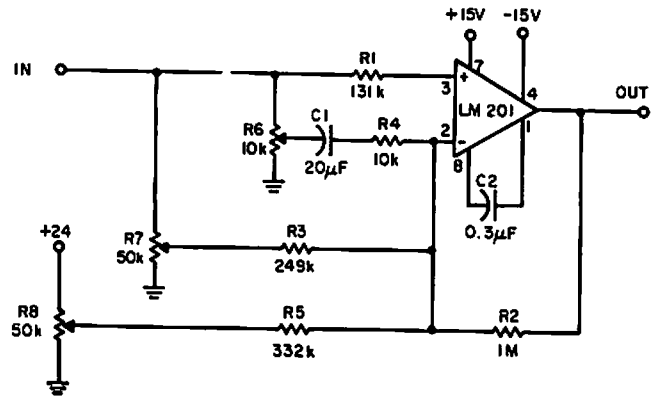 +15V
-15V
IN
R1
131k
3
+
7
4
LM 201
OUT
1
2
-
8
R6
10k
C1
20µF
R4
10k
C2
0.3µF
+24
R7
50k
R3
249k
R8
50k
R5
332k
R2
1M